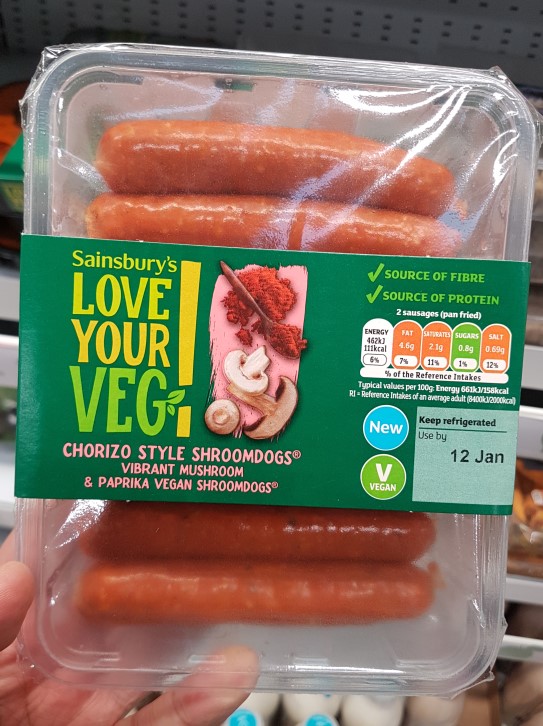 Sainsbury's
LOVE
YOUR
VEG!
CHORIZO STYLE SHROOMDOGS®
VIBRANT MUSHROOM
& PAPRIKA VEGAN SHROOMDOGS®
SOURCE OF FIBRE
SOURCE OF PROTEIN
2 sausages (pan fried)
ENERGY FAT SATURATES SUGARS SALT
462kJ 4.6g 2.1g 0.8g 0.69g
111kcal
6% 7% 11% 1% 12%
% of the Reference Intakes
Typical values per 100g: Energy 661kJ/158kcal
RI = Reference Intakes of an average adult (8400kJ/2000kcal)
New
V
VEGAN
Keep refrigerated
Use by
12 Jan